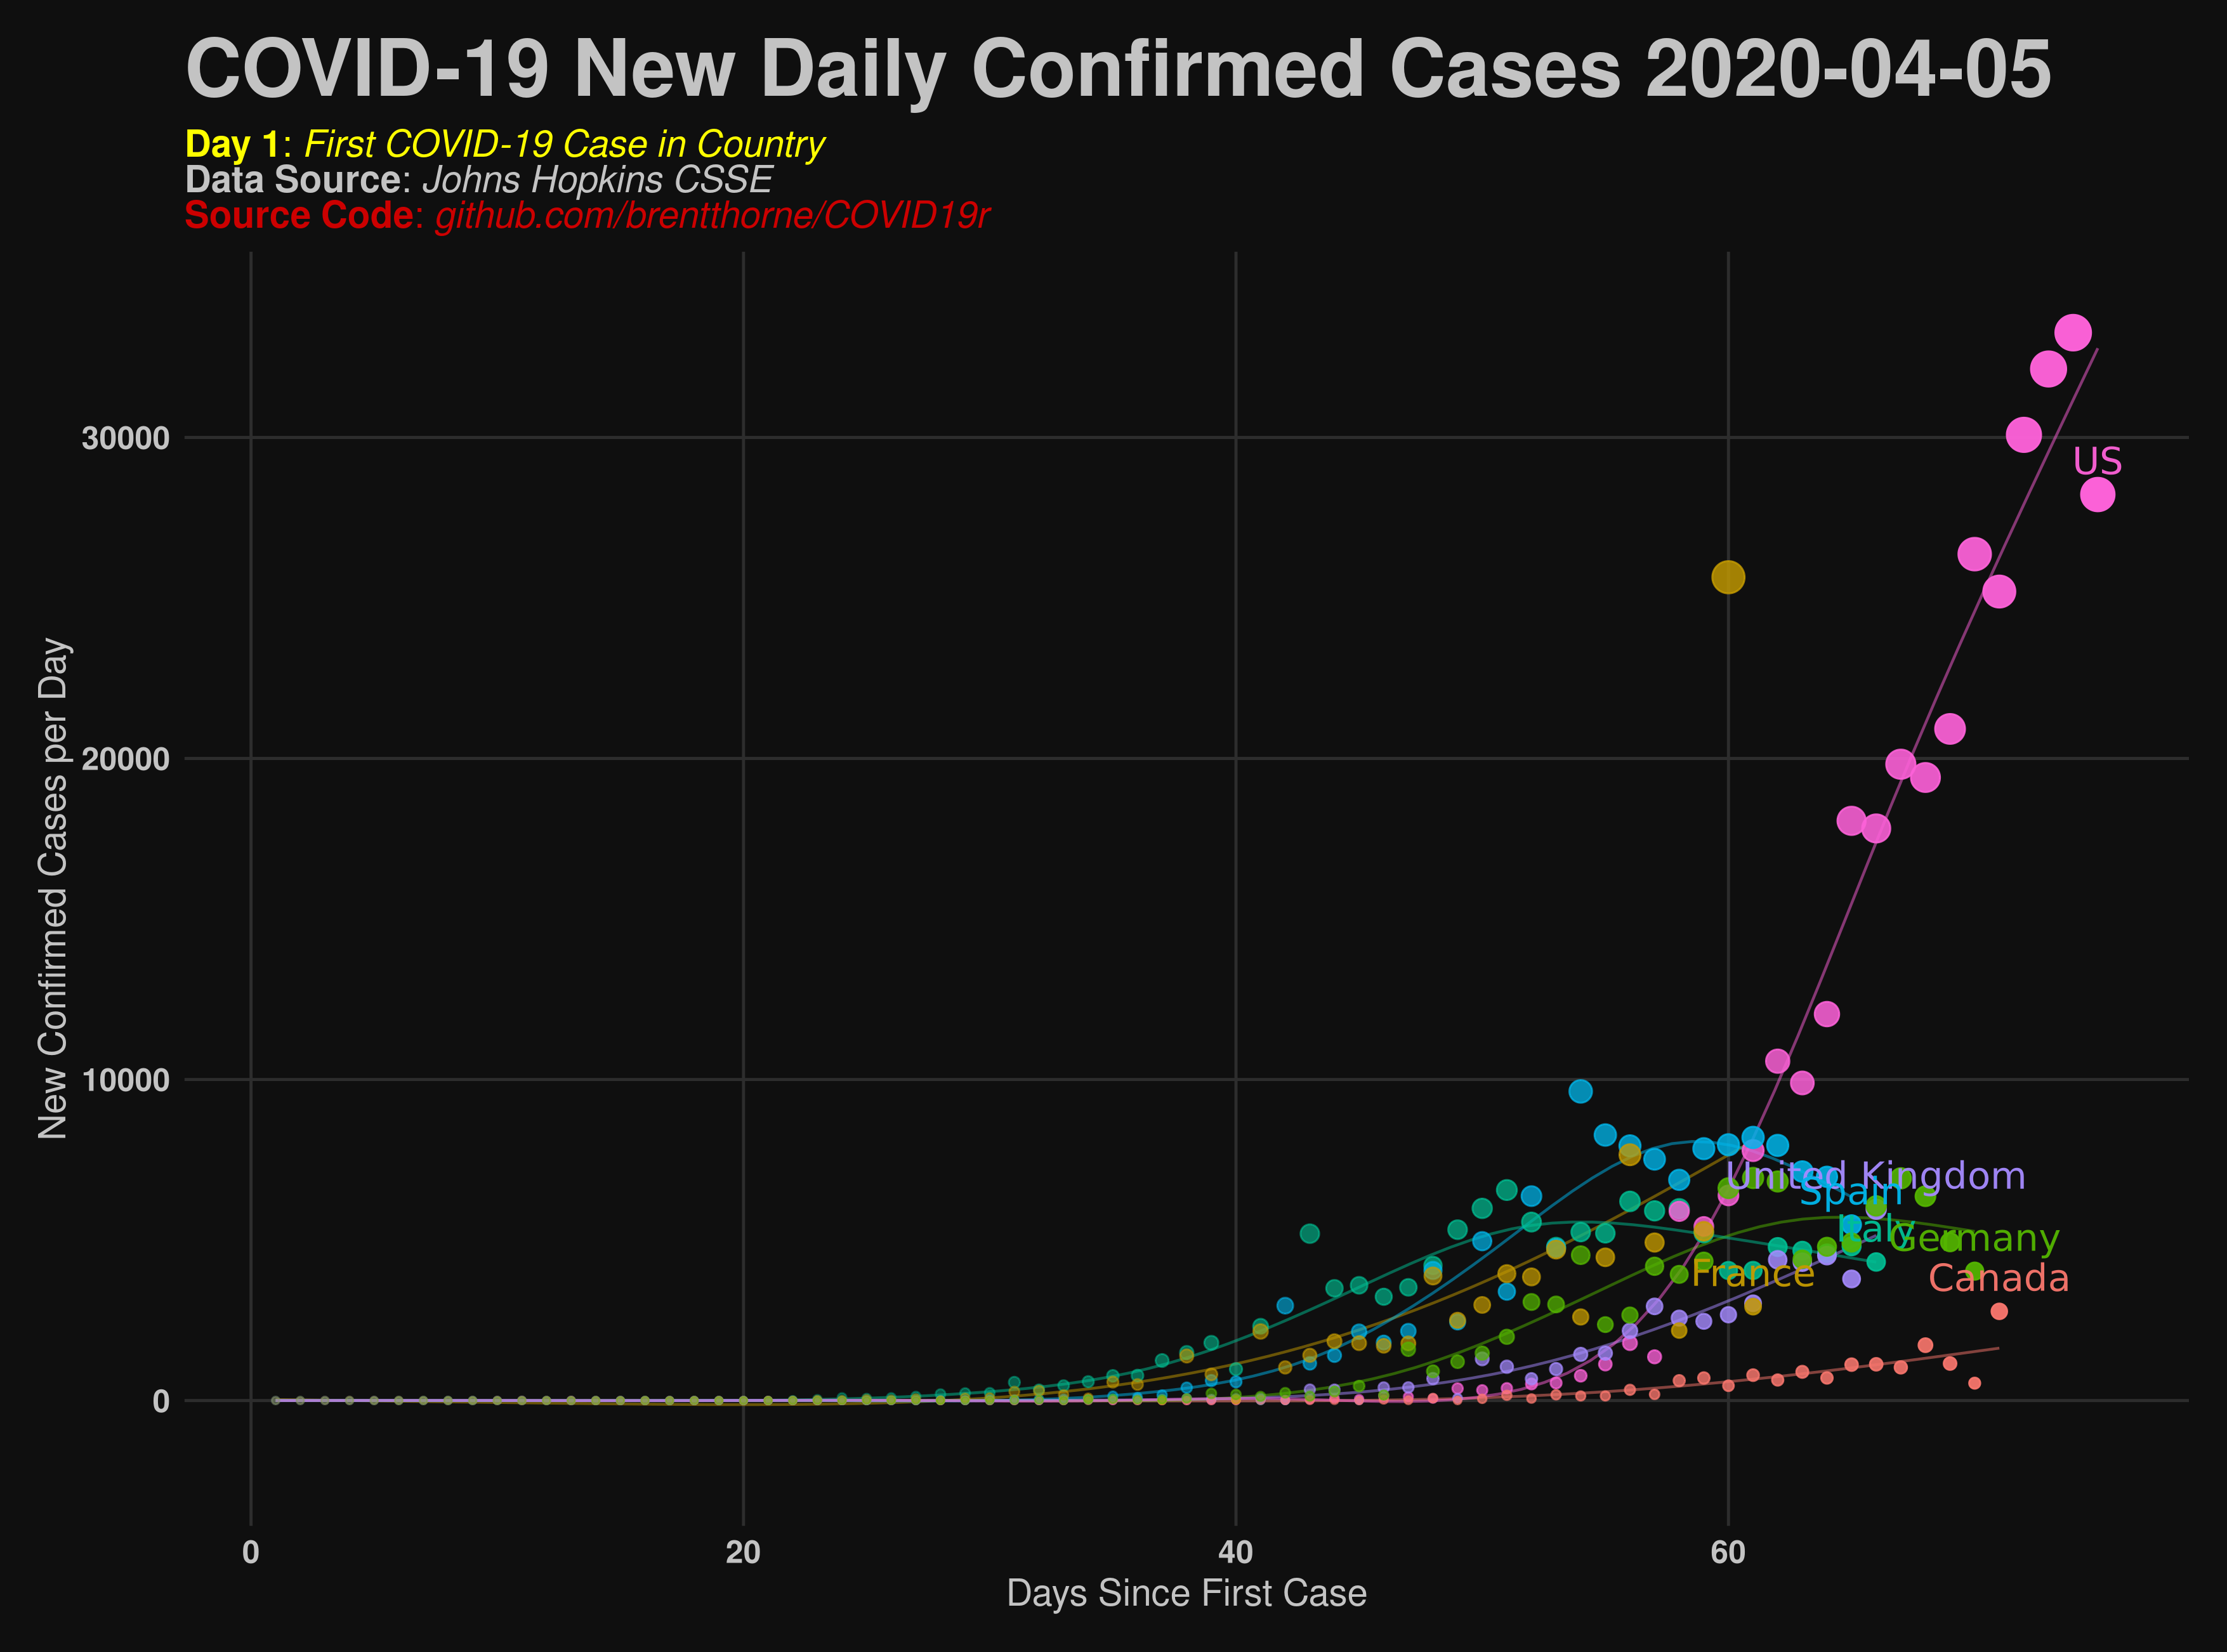 COVID-19 New Daily Confirmed Cases 2020-04-05
Day 1: First COVID-19 Case in Country
Data Source: Johns Hopkins CSSE
Source Code: github.com/brentthorne/COVID19r
New Confirmed Cases per Day
30000
20000
10000
0
US
United Kingdom
Spain
Italy
Germany
France
Canada
0 20 40 60
Days Since First Case